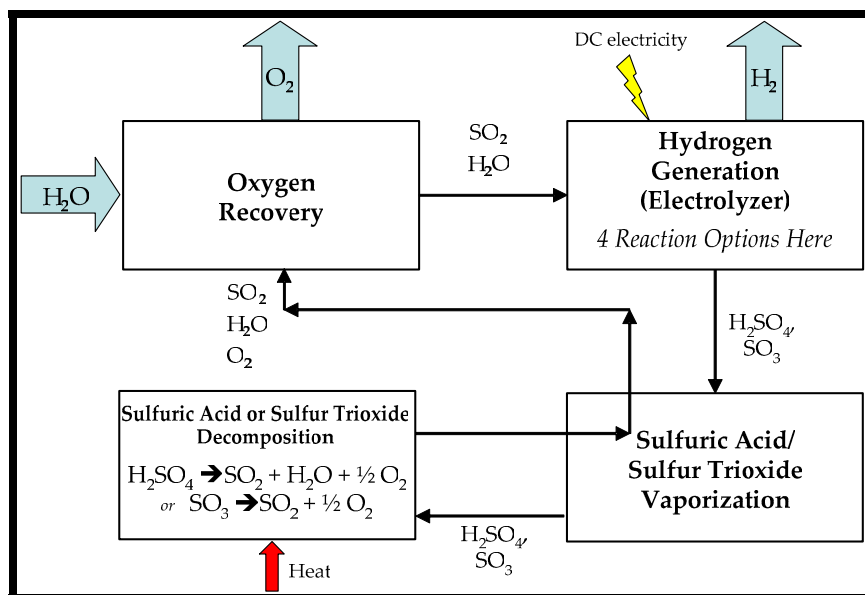 DC electricity
O₂
H₂
H₂O
Oxygen
Recovery
SO₂
H₂O
Hydrogen
Generation
(Electrolyzer)
4 Reaction Options Here
SO₂
H₂O
O₂
H₂SO₄,
SO₃
Sulfuric Acid or Sulfur Trioxide
Decomposition
H₂SO₄ ➔SO₂ + H₂O + ½ O₂
or SO₃ ➔SO₂ + ½ O₂
Sulfuric Acid/
Sulfur Trioxide
Vaporization
H₂SO₄,
SO₃
Heat